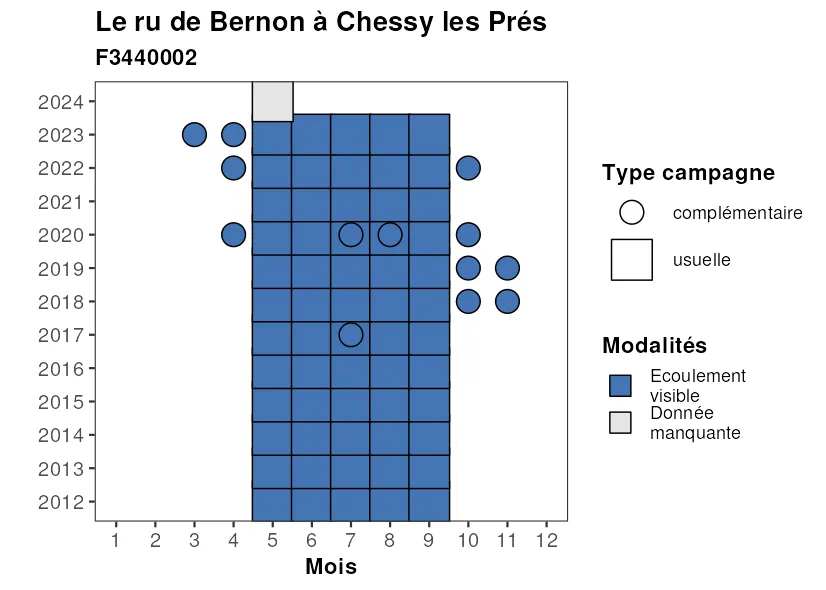 Le ru de Bernon à Chessy les Prés
F3440002
2024
2023
2022
2021
2020
2019
2018
2017
2016
2015
2014
2013
2012
1 2 3 4 5 6 7 8 9 10 11 12
Mois
Type campagne
complémentaire
usuelle
Modalités
Ecoulement
visible
Donnée
manquante